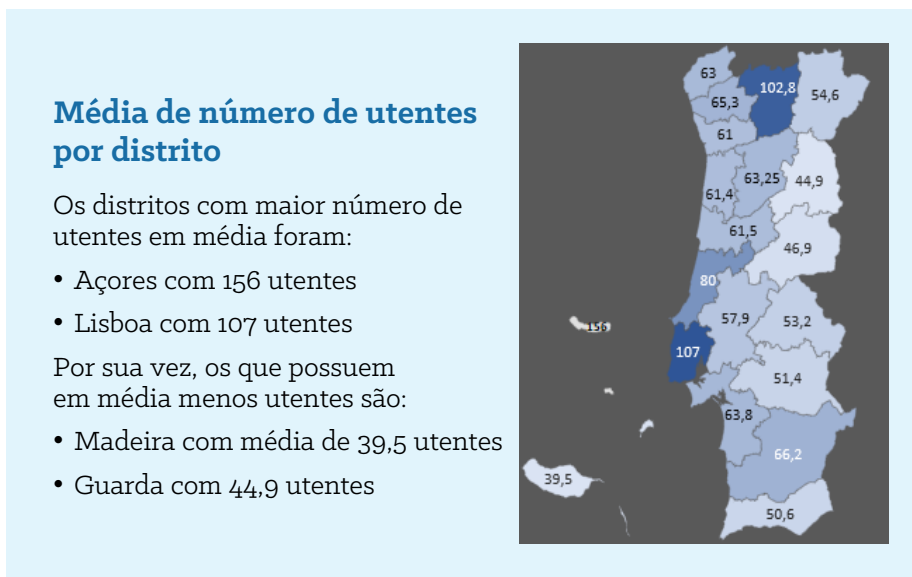 Média de número de utentes
por distrito
Os distritos com maior número de
utentes em média foram:
• Açores com 156 utentes
• Lisboa com 107 utentes
Por sua vez, os que possuem
em média menos utentes são:
• Madeira com média de 39,5 utentes
• Guarda com 44,9 utentes
63
102,8
54,6
65,3
61
63,25
44,9
61,4
61,5
46,9
80
57,9
53,2
156
107
51,4
63,8
66,2
39,5
50,6